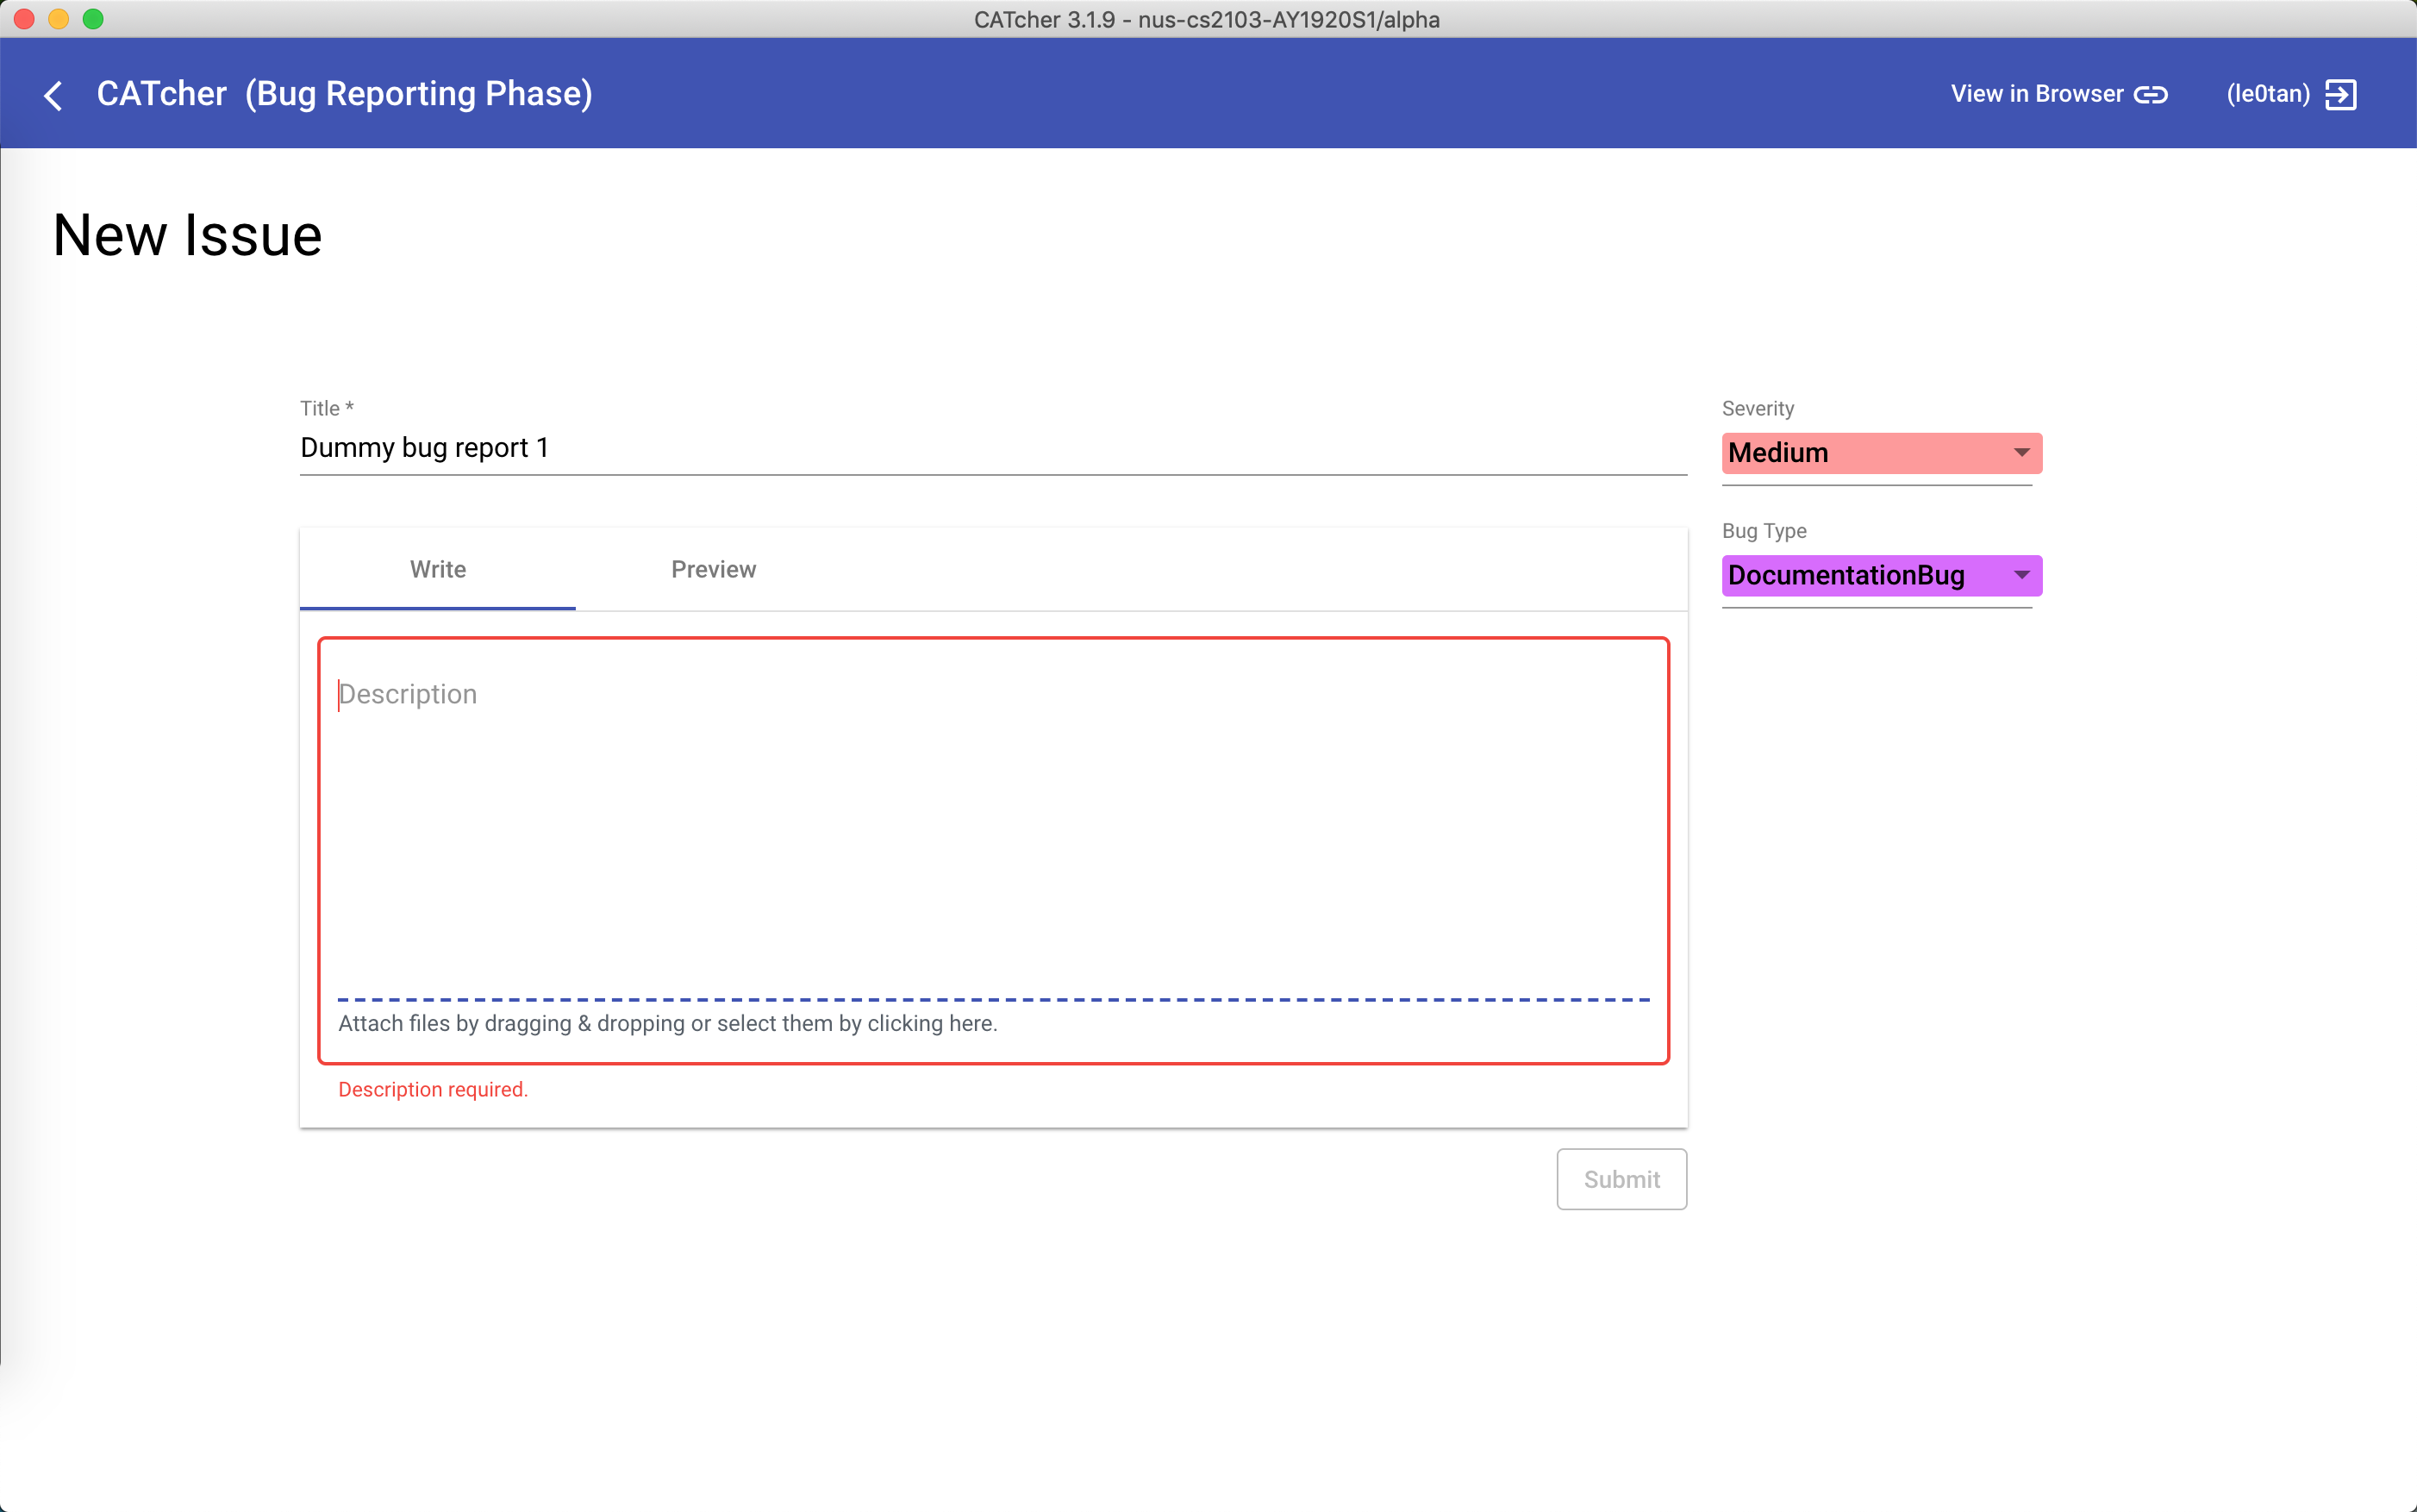 CATcher 3.1.9 - nus-cs2103-AY1920S1/alpha
CATcher (Bug Reporting Phase)
View in Browser
(le0tan)
New Issue
Title *
Dummy bug report 1
Severity
Medium
Bug Type
DocumentationBug
Write
Preview
Description
Attach files by dragging & dropping or select them by clicking here.
Description required.
Submit